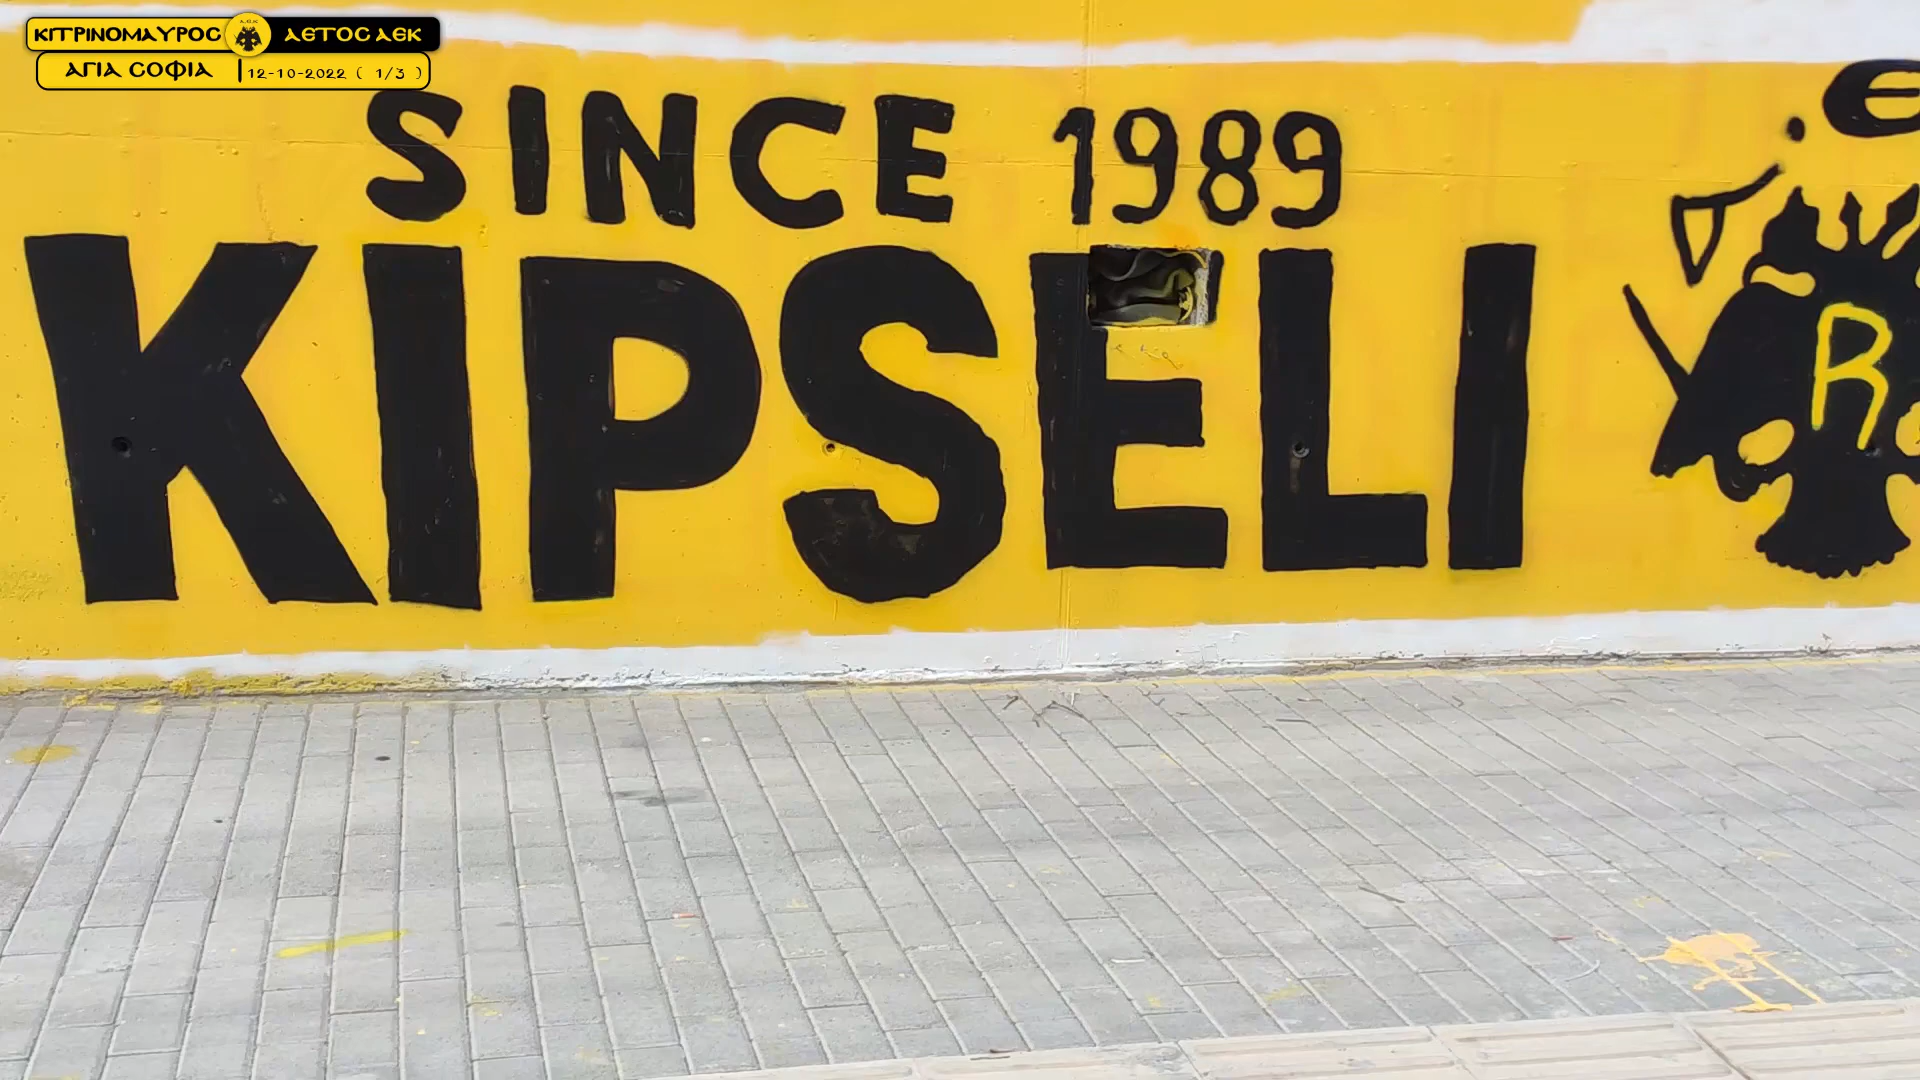 ΚΙΤΡΙΝΟΜΑΥΡΟΣ ΑΕΤΟΣ ΑΕΚ
ΑΓΙΑ ΣΟΦΙΑ 12-10-2022 ( 1/3 )
SINCE 1989
KIPSELI
R